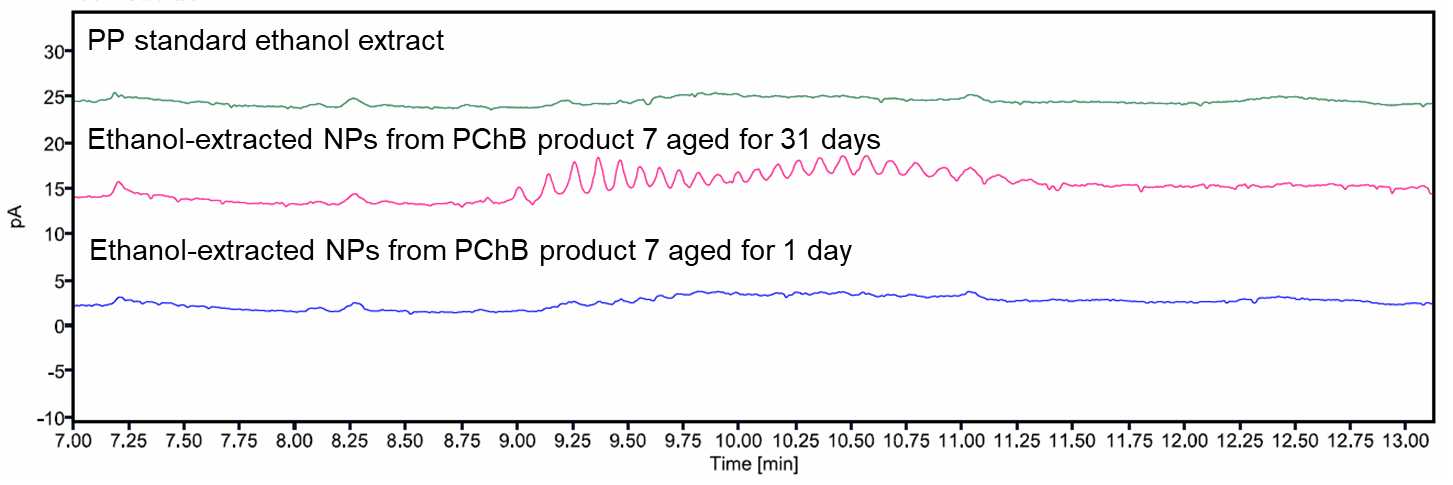 PP standard ethanol extract
Ethanol-extracted NPs from PChB product 7 aged for 31 days
Ethanol-extracted NPs from PChB product 7 aged for 1 day
pA
30
25
20
15
10
5
0
-5
-10
7.00 7.25 7.50 7.75 8.00 8.25 8.50 8.75 9.00 9.25 9.50 9.75 10.00 10.25 10.50 10.75 11.00 11.25 11.50 11.75 12.00 12.25 12.50 12.75 13.00
Time [min]